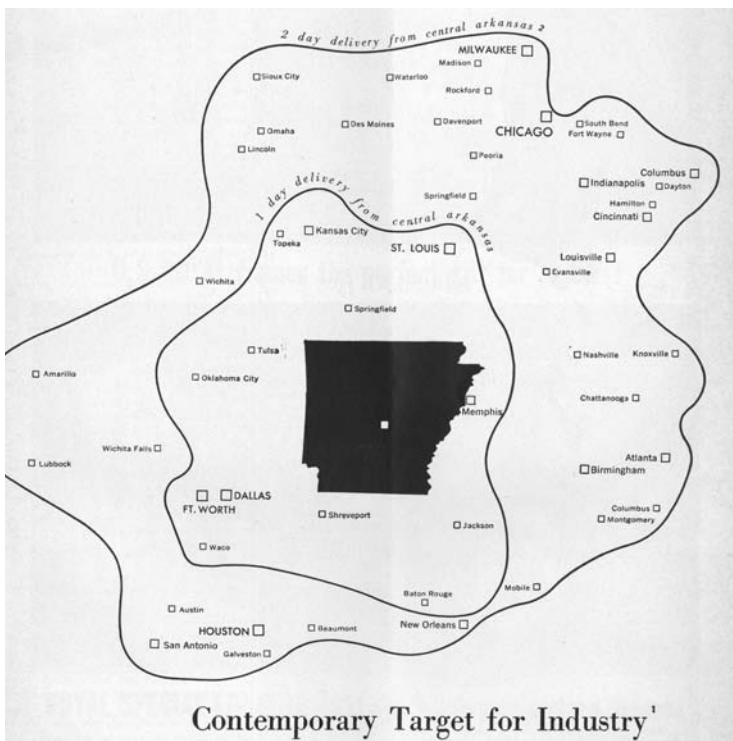 2 day delivery from central arkansas 2
MILWAUKEE
Madison
Sioux City
Waterloo
Rockford
CHICAGO
South Bend
Fort Wayne
Omaha
Des Moines
Davenport
Lincoln
Peoria
Columbus
Indianapolis
Dayton
Springfield
Hamilton
Cincinnati
1 day delivery from central arkansas
Kansas City
Topeka
ST. LOUIS
Louisville
Evansville
Wichita
Springfield
Tulsa
Nashville
Knoxville
Amarillo
Oklahoma City
Chattanooga
Memphis
Wichita Falls
Atlanta
Lubbock
Birmingham
DALLAS
FT. WORTH
Columbus
Shreveport
Montgomery
Jackson
Waco
Mobile
Baton Rouge
Austin
HOUSTON
Beaumont
New Orleans
San Antonio
Galveston
Contemporary Target for Industry1